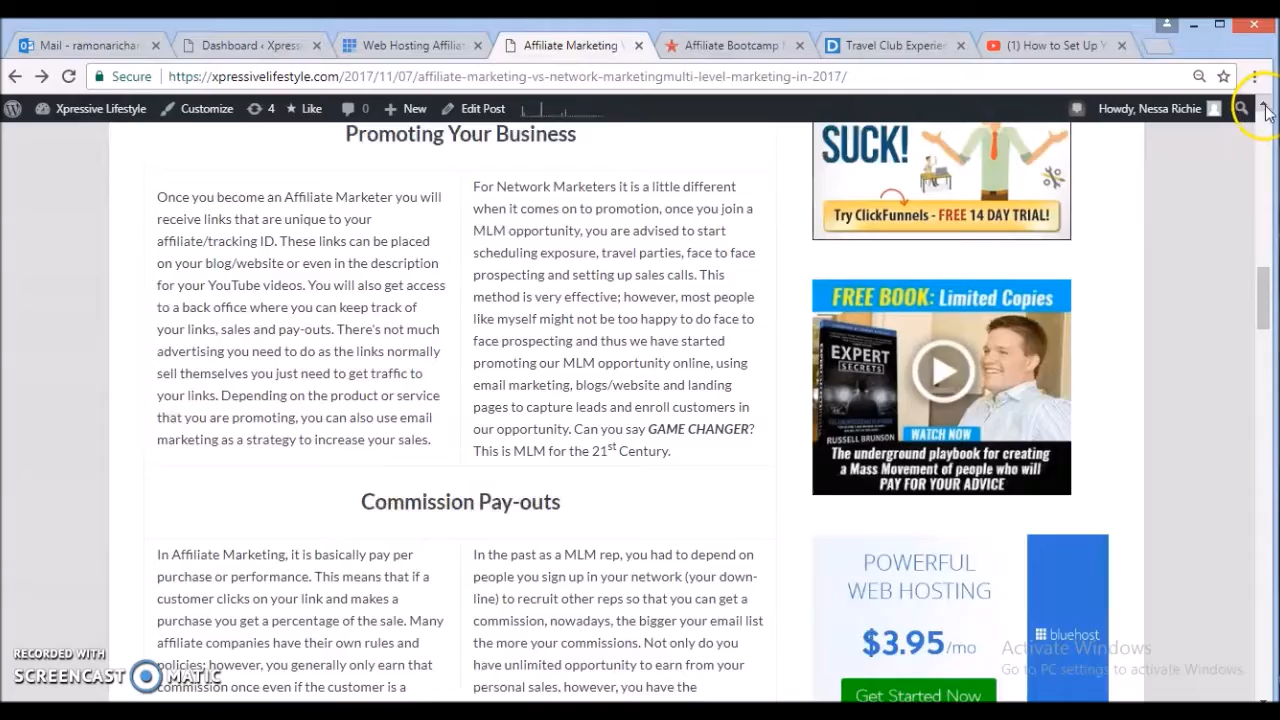 Mail - ramonarichar
Dashboard ‹ Xpress
Web Hosting Affilia
Affiliate Marketing
Affiliate Bootcamp
Travel Club Experie
(1) How to Set Up Y
Secure
https://xpressivelifestyle.com/2017/11/07/affiliate-marketing-vs-network-marketingmulti-level-marketing-in-2017/
Xpressive Lifestyle
Customize
4
Like
0
New
Edit Post
Howdy, Nessa Richie
Promoting Your Business
Once you become an Affiliate Marketer you will
receive links that are unique to your
affiliate/tracking ID. These links can be placed
on your blog/website or even in the description
for your YouTube videos. You will also get access
to a back office where you can keep track of
your links, sales and pay-outs. There's not much
advertising you need to do as the links normally
sell themselves you just need to get traffic to
your links. Depending on the product or service
that you are promoting, you can also use email
marketing as a strategy to increase your sales.
For Network Marketers it is a little different
when it comes on to promotion, once you join a
MLM opportunity, you are advised to start
scheduling exposure, travel parties, face to face
prospecting and setting up sales calls. This
method is very effective; however, most people
like myself might not be too happy to do face to
face prospecting and thus we have started
promoting our MLM opportunity online, using
email marketing, blogs/website and landing
pages to capture leads and enroll customers in
our opportunity. Can you say GAME CHANGER?
This is MLM for the 21st Century.
Commission Pay-outs
In Affiliate Marketing, it is basically pay per
purchase or performance. This means that if a
customer clicks on your link and makes a
purchase you get a percentage of the sale. Many
affiliate companies have their own rules and
policies; however, you generally only earn that
commission once even if the customer is a
In the past as a MLM rep, you had to depend on
people you sign up in your network (your down-
line) to recruit other reps so that you can get a
commission, nowadays, the bigger your email list
the more your commissions. Not only do you
have unlimited opportunity to earn from your
personal sales, however, you have the
SUCK!
Try ClickFunnels - FREE 14 DAY TRIAL!
FREE BOOK: Limited Copies
EXPERT
SECRETS
RUSSELL BRUNSON
WATCH NOW
The underground playbook for creating
a Mass Movement of people who will
PAY FOR YOUR ADVICE
POWERFUL
WEB HOSTING
$3.95/mo
Get Started Now
bluehost
Activate Windows
Go to PC settings to activate Windows.
RECORDED WITH
SCREENCAST MATIC